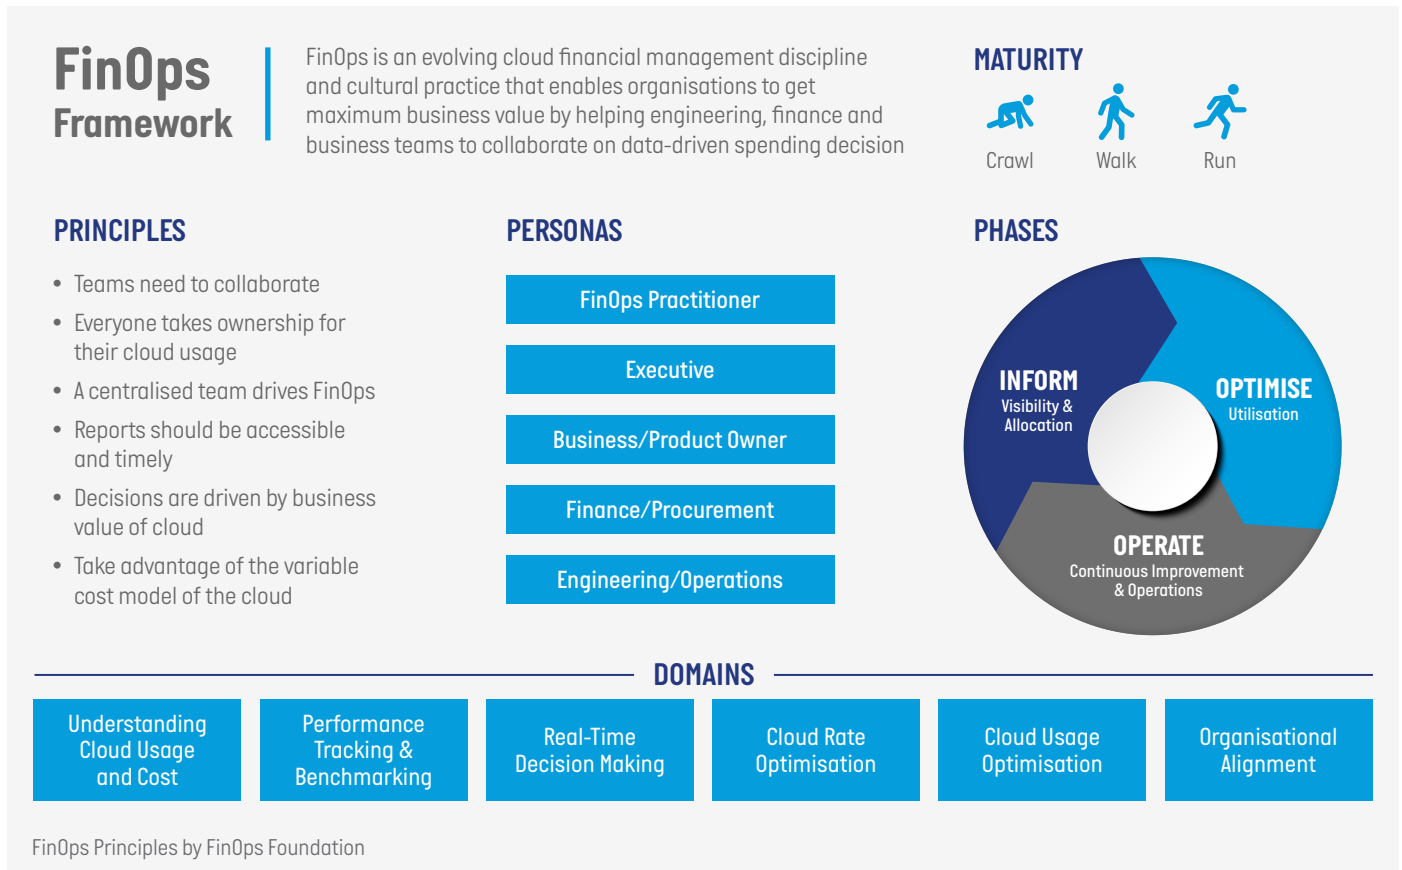 FinOps
Framework
FinOps is an evolving cloud financial management discipline
and cultural practice that enables organisations to get
maximum business value by helping engineering, finance and
business teams to collaborate on data-driven spending decision
MATURITY
Crawl
Walk
Run
PRINCIPLES
• Teams need to collaborate
• Everyone takes ownership for
their cloud usage
• A centralised team drives FinOps
• Reports should be accessible
and timely
• Decisions are driven by business
value of cloud
• Take advantage of the variable
cost model of the cloud
PERSONAS
FinOps Practitioner
Executive
Business/Product Owner
Finance/Procurement
Engineering/Operations
PHASES
INFORM
Visibility &
Allocation
OPTIMISE
Utilisation
OPERATE
Continuous Improvement
& Operations
DOMAINS
Understanding
Cloud Usage
and Cost
Performance
Tracking &
Benchmarking
Real-Time
Decision Making
Cloud Rate
Optimisation
Cloud Usage
Optimisation
Organisational
Alignment
FinOps Principles by FinOps Foundation